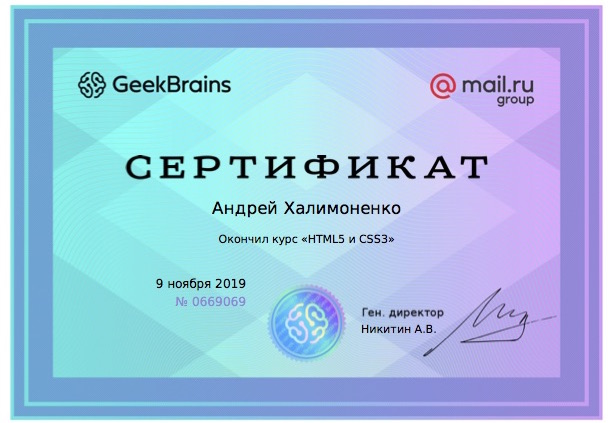 GeekBrains
@mail.ru
group
СЕРТИФИКАТ
Андрей Халимоненко
Окончил курс «HTML5 и CSS3»
9 ноября 2019
№ 0669069
Ген. директор
Никитин А.В.